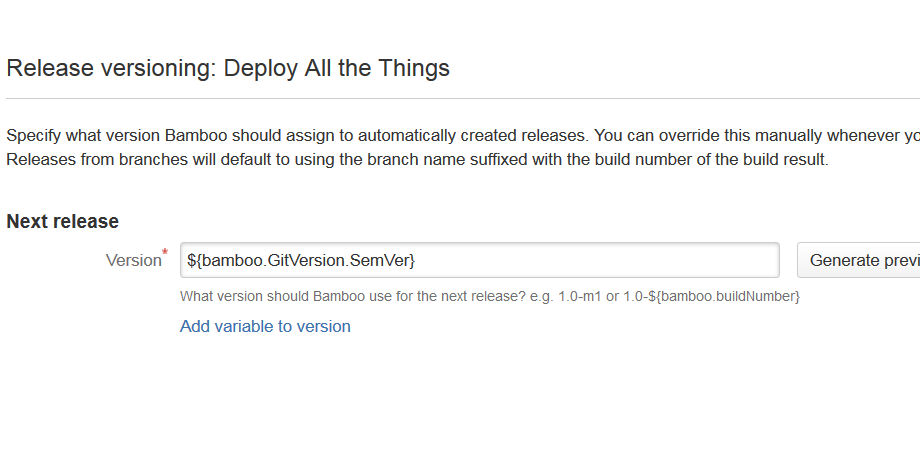 Release versioning: Deploy All the Things
Specify what version Bamboo should assign to automatically created releases. You can override this manually whenever
Releases from branches will default to using the branch name suffixed with the build number of the build result.
Next release
Version* ${bamboo.GitVersion.SemVer} Generate
What version should Bamboo use for the next release? e.g. 1.0-m1 or 1.0-${bamboo.buildNumber}
Add variable to version